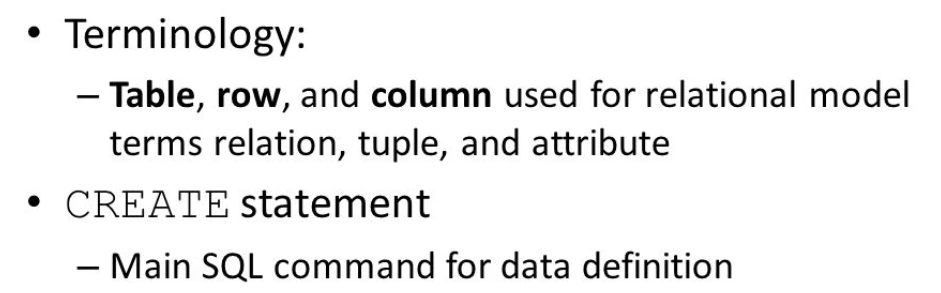 • Terminology:
– Table, row, and column used for relational model
terms relation, tuple, and attribute
• CREATE statement
– Main SQL command for data definition